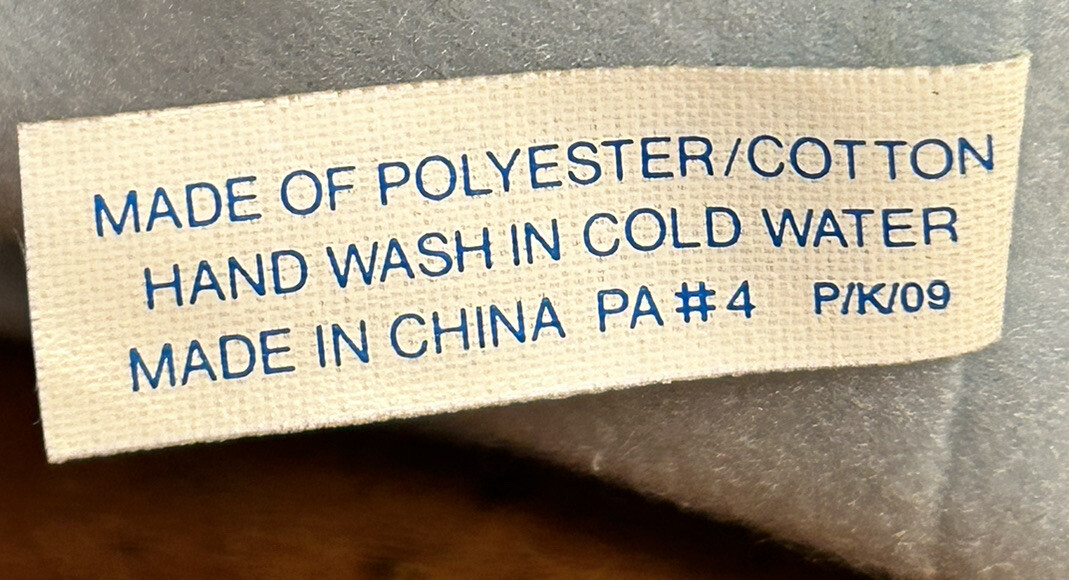 MADE OF POLYESTER/COTTON
HAND WASH IN COLD WATER
MADE IN CHINA PA#4 P/K/09